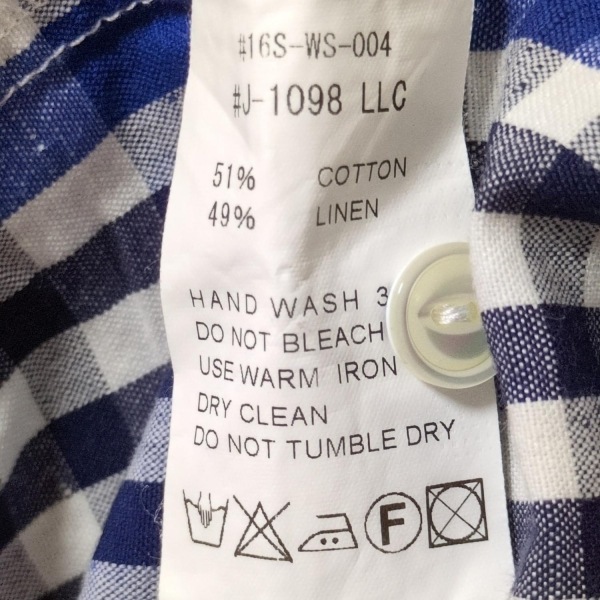 #16S-WS-004
#J-1098 LLC
51% COTTON
49% LINEN
HAND WASH 3
DO NOT BLEACH
USE WARM IRON
DRY CLEAN
DO NOT TUMBLE DRY
F